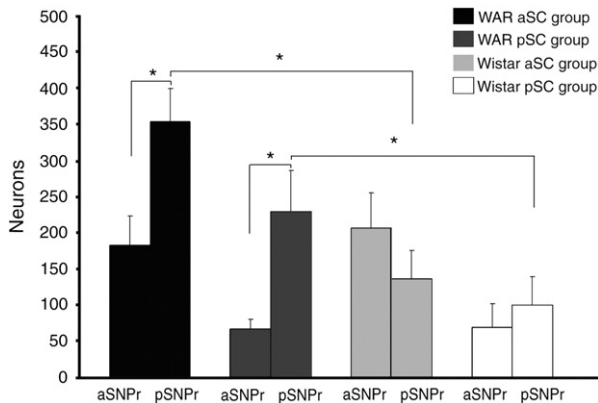 500
450
400
350
300
250
200
150
100
50
0
Neurons
WAR aSC group
WAR pSC group
Wistar aSC group
Wistar pSC group
*
*
*
*
aSNPr pSNPr aSNPr pSNPr aSNPr pSNPr aSNPr pSNPr